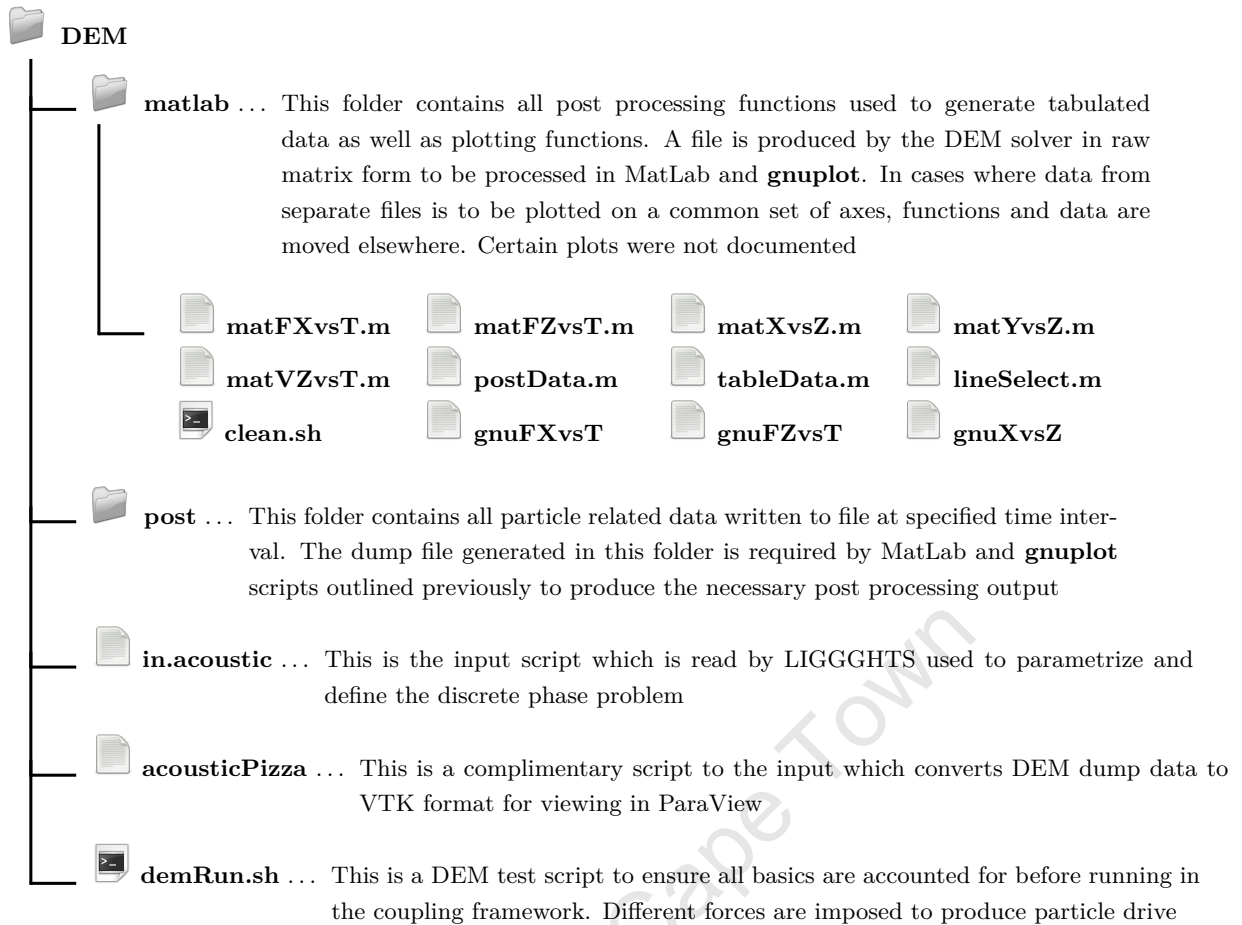 DEM
matlab ... This folder contains all post processing functions used to generate tabulated
data as well as plotting functions. A file is produced by the DEM solver in raw
matrix form to be processed in MatLab and gnuplot. In cases where data from
separate files is to be plotted on a common set of axes, functions and data are
moved elsewhere. Certain plots were not documented
matFXvsT.m matFZvsT.m matXvsZ.m matYvsZ.m
matVZvsT.m postData.m tableData.m lineSelect.m
clean.sh gnuFXvsT gnuFZvsT gnuXvsZ
post ... This folder contains all particle related data written to file at specified time inter-
val. The dump file generated in this folder is required by MatLab and gnuplot
scripts outlined previously to produce the necessary post processing output
in.acoustic ... This is the input script which is read by LIGGGHTS used to parametrize and
define the discrete phase problem
acousticPizza ... This is a complimentary script to the input which converts DEM dump data to
VTK format for viewing in ParaView
demRun.sh ... This is a DEM test script to ensure all basics are accounted for before running in
the coupling framework. Different forces are imposed to produce particle drive
Cape Town